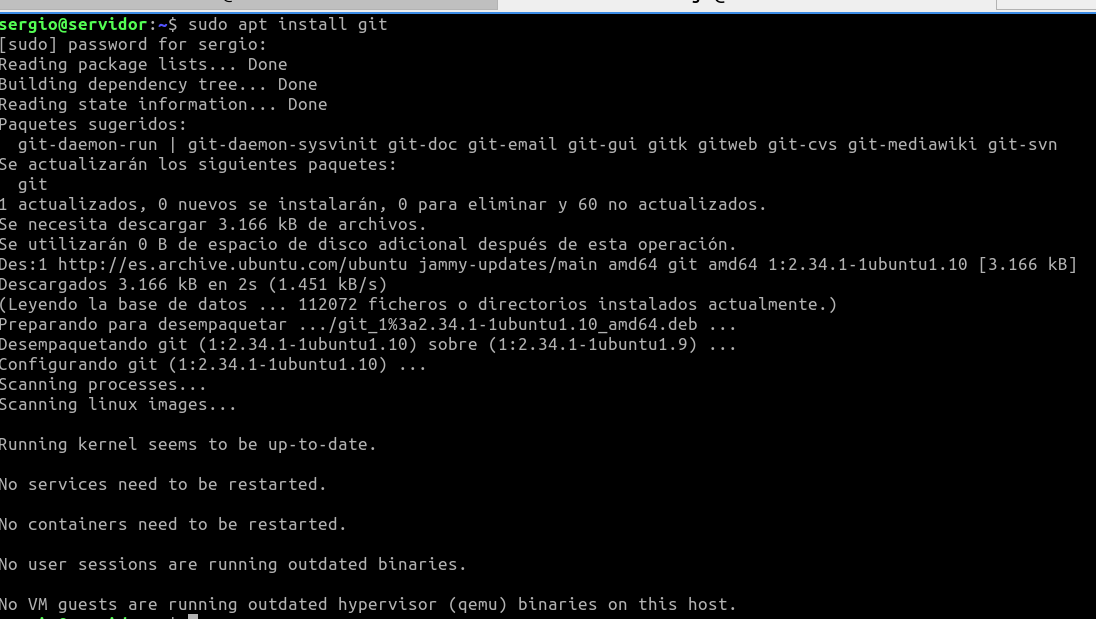 sergio@servidor:~$ sudo apt install git
[sudo] password for sergio:
Reading package lists... Done
Building dependency tree... Done
Reading state information... Done
Paquetes sugeridos:
  git-daemon-run | git-daemon-sysvinit git-doc git-email git-gui gitk gitweb git-cvs git-mediawiki git-svn
Se actualizarán los siguientes paquetes:
  git
1 actualizados, 0 nuevos se instalarán, 0 para eliminar y 60 no actualizados.
Se necesita descargar 3.166 kB de archivos.
Se utilizarán 0 B de espacio de disco adicional después de esta operación.
Des:1 http://es.archive.ubuntu.com/ubuntu jammy-updates/main amd64 git amd64 1:2.34.1-1ubuntu1.10 [3.166 kB]
Descargados 3.166 kB en 2s (1.451 kB/s)
(Leyendo la base de datos ... 112072 ficheros o directorios instalados actualmente.)
Preparando para desempaquetar .../git_1%3a2.34.1-1ubuntu1.10_amd64.deb ...
Desempaquetando git (1:2.34.1-1ubuntu1.10) sobre (1:2.34.1-1ubuntu1.9) ...
Configurando git (1:2.34.1-1ubuntu1.10) ...
Scanning processes...
Scanning linux images...
Running kernel seems to be up-to-date.
No services need to be restarted.
No containers need to be restarted.
No user sessions are running outdated binaries.
No VM guests are running outdated hypervisor (qemu) binaries on this host.